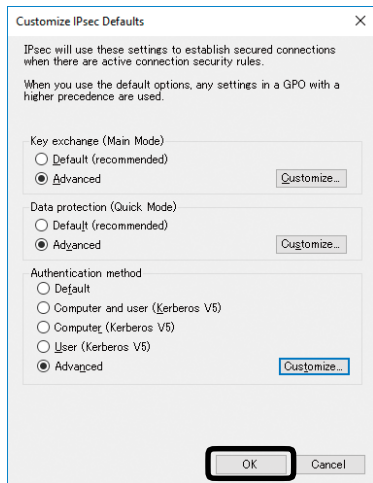 Customize IPsec Defaults
IPsec will use these settings to establish secured connections
when there are active connection security rules.
When you use the default options, any settings in a GPO with a
higher precedence are used.
Key exchange (Main Mode)
Default (recommended)
Advanced
Customize...
Data protection (Quick Mode)
Default (recommended)
Advanced
Customize...
Authentication method
Default
Computer and user (Kerberos V5)
Computer (Kerberos V5)
User (Kerberos V5)
Advanced
Customize...
OK
Cancel